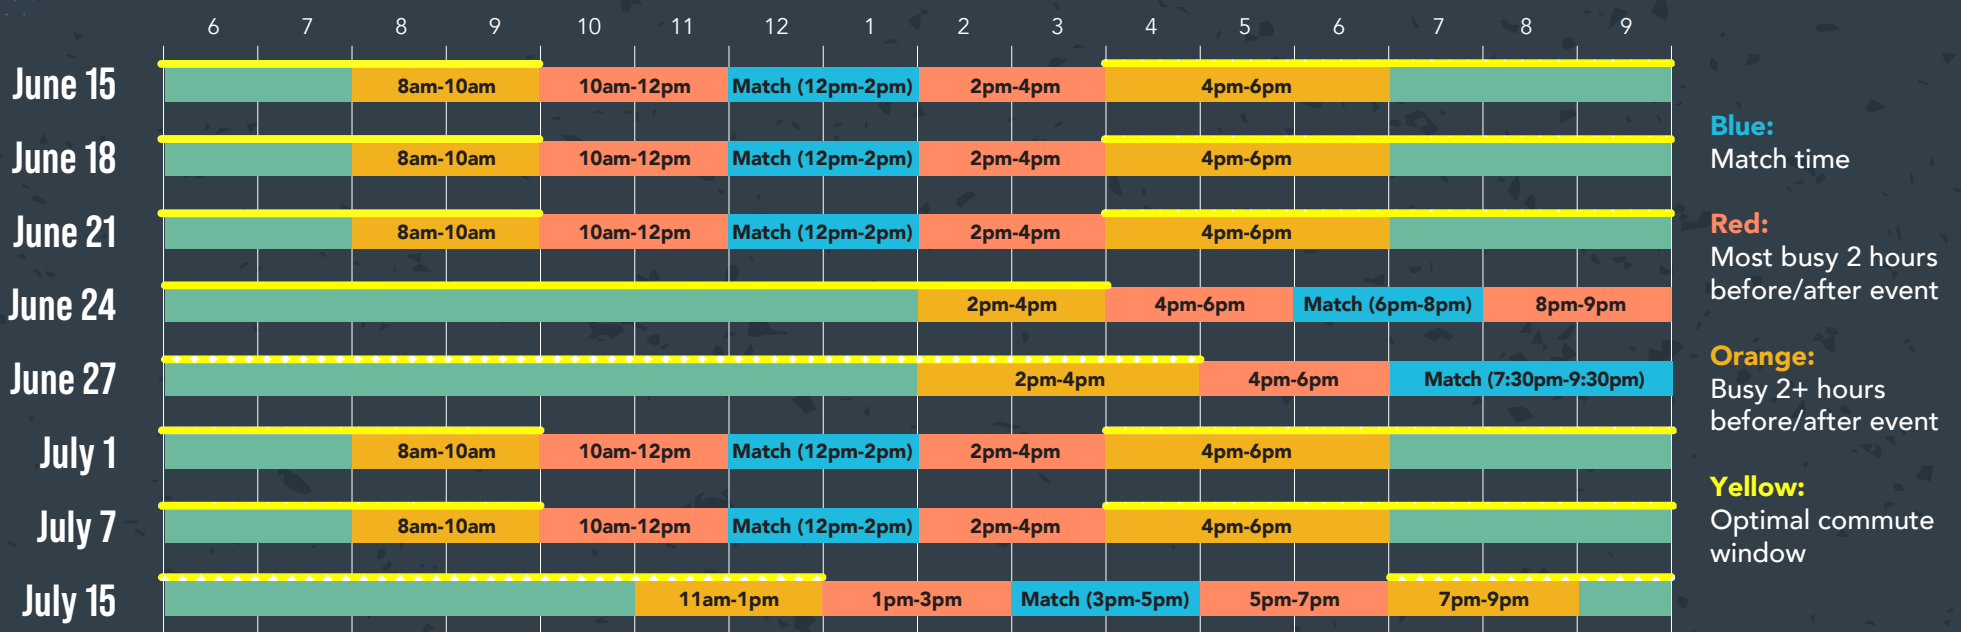 6 7 8 9 10 11 12 1 2 3 4 5 6 7 8 9
June 15 8am-10am 10am-12pm Match (12pm-2pm) 2pm-4pm 4pm-6pm
June 18 8am-10am 10am-12pm Match (12pm-2pm) 2pm-4pm 4pm-6pm
June 21 8am-10am 10am-12pm Match (12pm-2pm) 2pm-4pm 4pm-6pm
June 24 2pm-4pm 4pm-6pm Match (6pm-8pm) 8pm-9pm
June 27 2pm-4pm 4pm-6pm Match (7:30pm-9:30pm)
July 1 8am-10am 10am-12pm Match (12pm-2pm) 2pm-4pm 4pm-6pm
July 7 8am-10am 10am-12pm Match (12pm-2pm) 2pm-4pm 4pm-6pm
July 15 11am-1pm 1pm-3pm Match (3pm-5pm) 5pm-7pm 7pm-9pm
Blue:
Match time
Red:
Most busy 2 hours
before/after event
Orange:
Busy 2+ hours
before/after event
Yellow:
Optimal commute
window